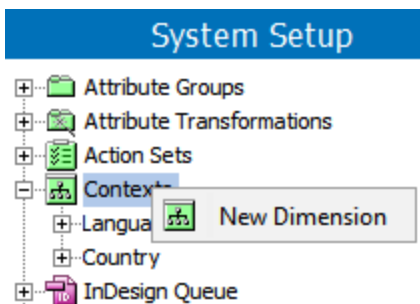 System Setup
Attribute Groups
Attribute Transformations
Action Sets
Contexts
New Dimension
Langua
Country
InDesign Queue